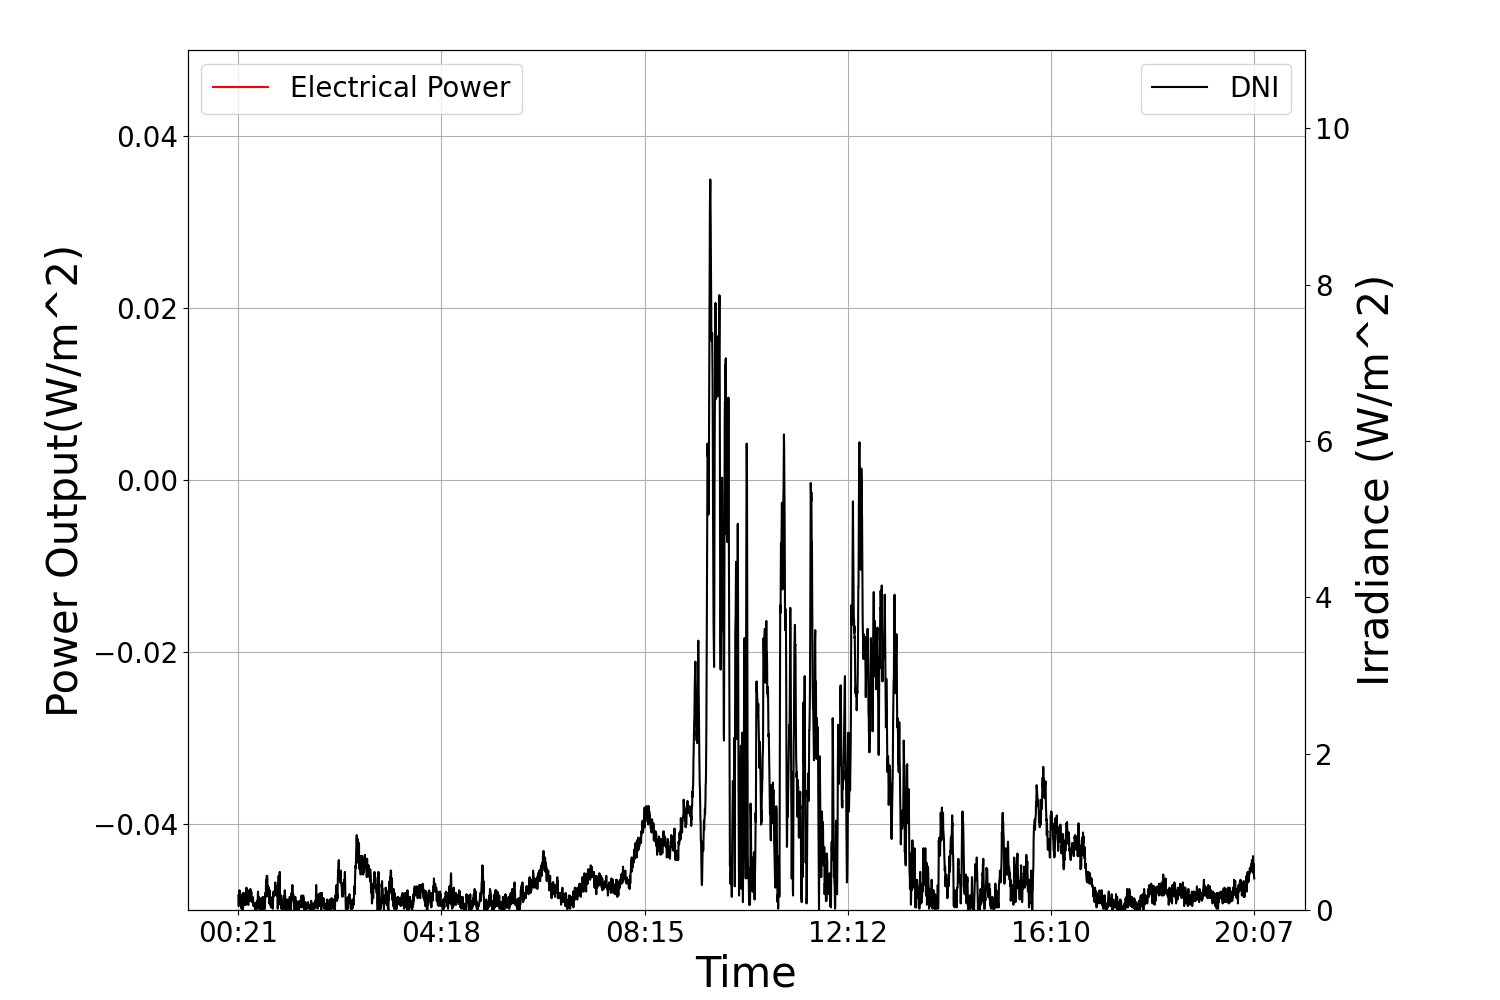 Electrical Power
DNI
Power Output(W/m^2)
0.04
0.02
0.00
−0.02
−0.04
10
8
6
4
2
0
Irradiance (W/m^2)
00:21 04:18 08:15 12:12 16:10 20:07
Time